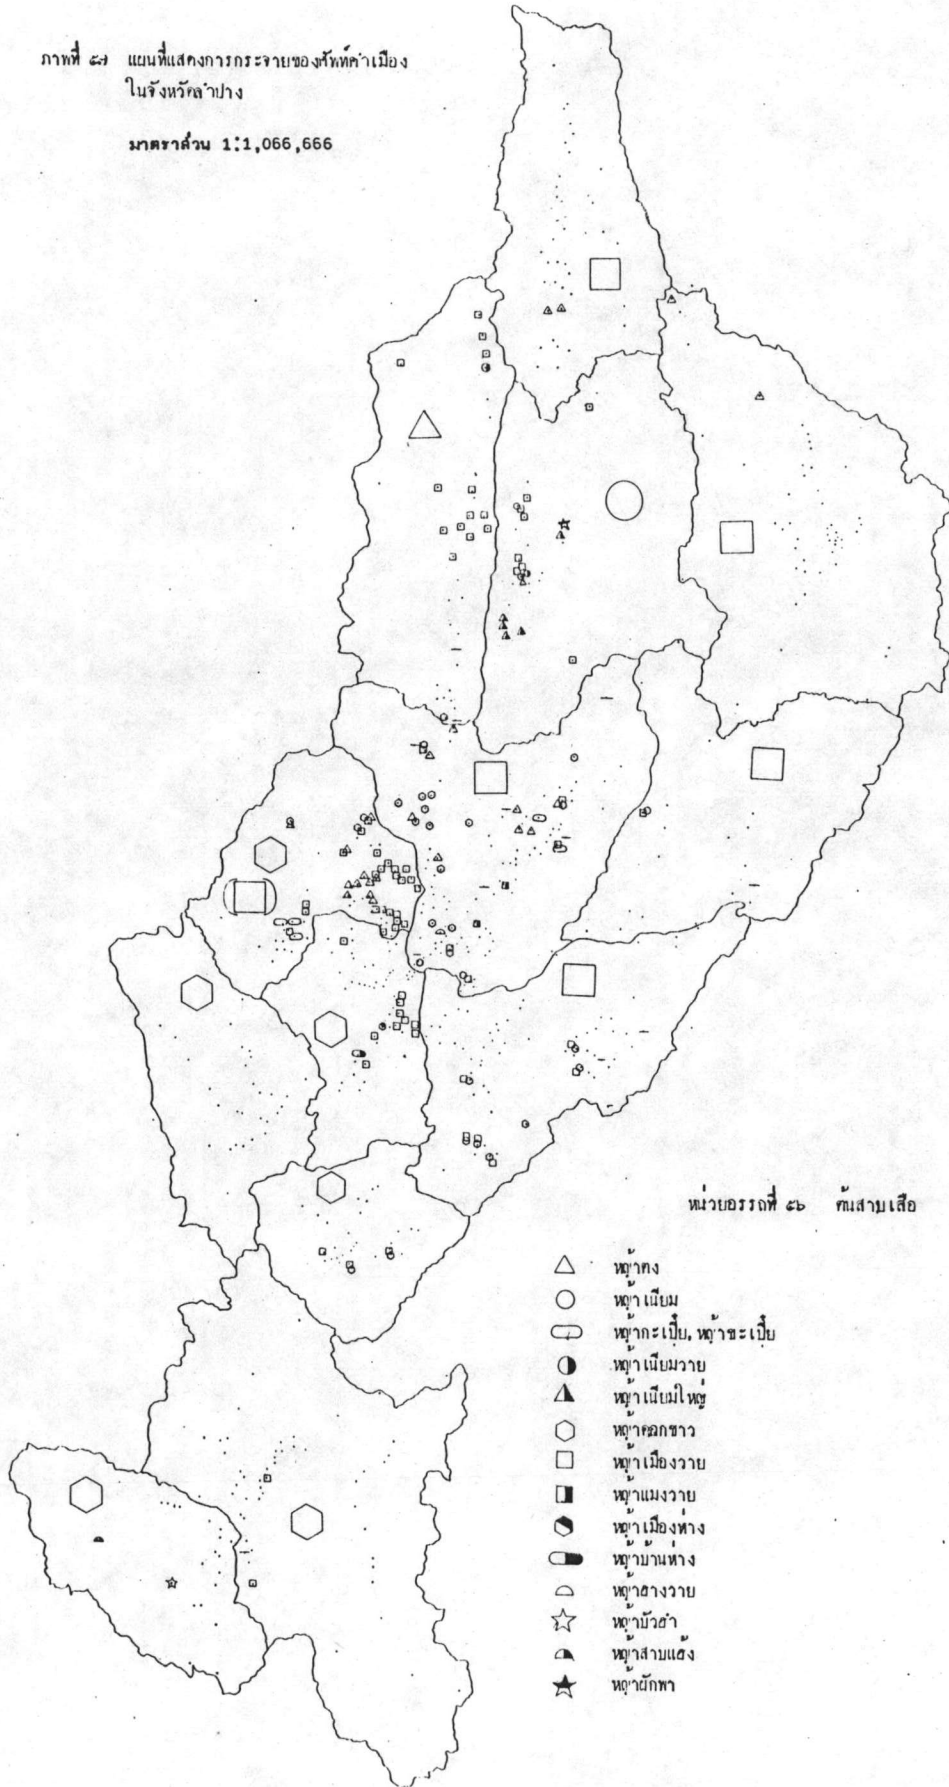 ภาพที่ ๕๗ แผนที่แสดงการกระจายของศัพท์คำเมือง
ในจังหวัดลำปาง
มาตราส่วน 1:1,066,666
หน่วยอรรถที่ ๕๖ ต้นสาบเสือ
หญ้าดง
หญ้าเนียม
หญ้ากะเปี๋ย, หญ้าขะเปี๋ย
หญ้าเนียมวาย
หญ้าเนียมใหญ่
หญ้าดอกขาว
หญ้าเมืองวาย
หญ้าแมงวาย
หญ้าเมืองห่าง
หญ้าบ้านห่าง
หญ้าฮางวาย
หญ้าบัวฮำ
หญ้าสาบแฮ้ง
หญ้าผักพา